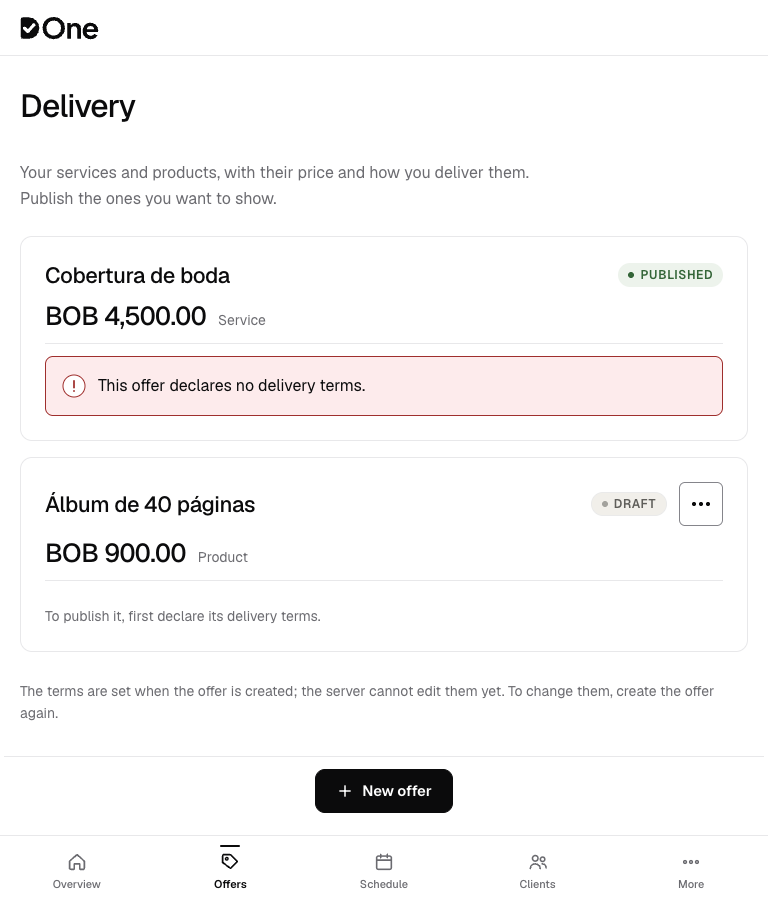 One
Delivery
Your services and products, with their price and how you deliver them.
Publish the ones you want to show.
Cobertura de boda
PUBLISHED
BOB 4,500.00 Service
This offer declares no delivery terms.
Álbum de 40 páginas
DRAFT
BOB 900.00 Product
To publish it, first declare its delivery terms.
The terms are set when the offer is created; the server cannot edit them yet. To change them, create the offer
again.
New offer
Overview
Offers
Schedule
Clients
More